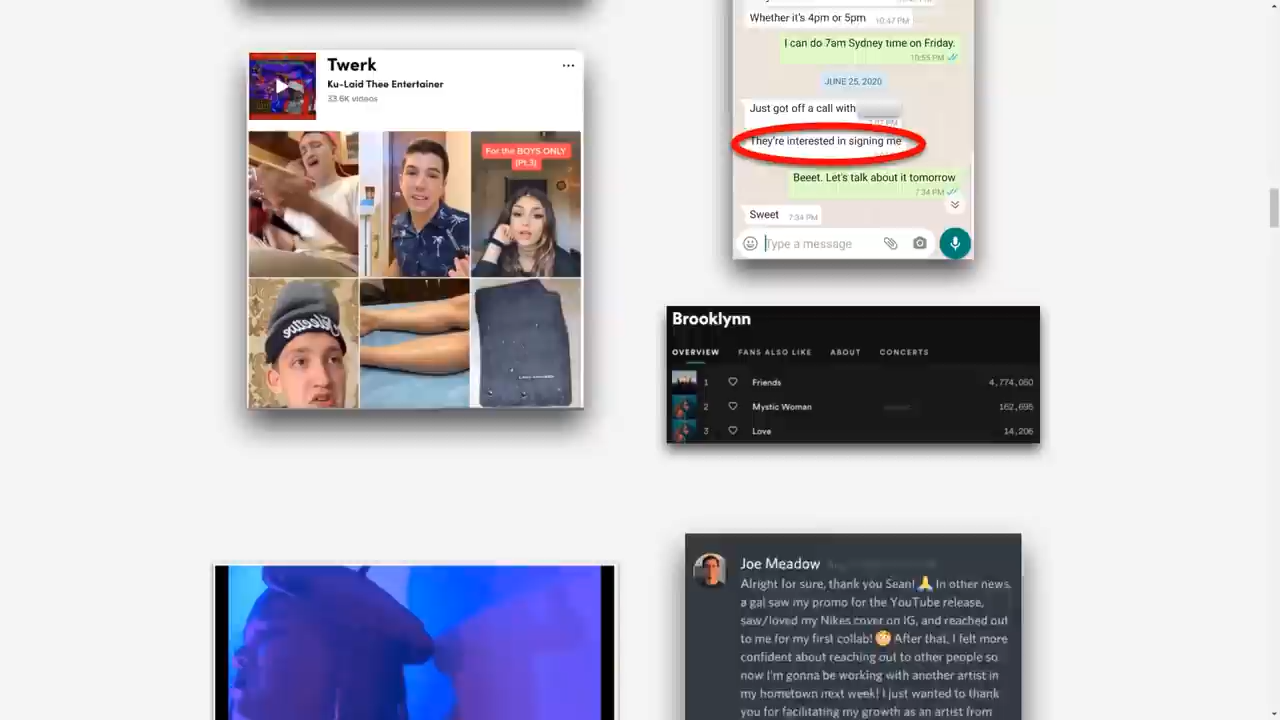 Twerk
Ku-Laid Thee Entertainer
33.6K videos
For the BOYS ONLY
(Pt.3)
Whether it's 4pm or 5pm 10:47 PM
I can do 7am Sydney time on Friday.
10:55 PM
JUNE 25, 2020
Just got off a call with
7:07 PM
They're interested in signing me
Beeet. Let's talk about it tomorrow
7:34 PM
Sweet 7:34 PM
Type a message
Brooklynn
OVERVIEW FANS ALSO LIKE ABOUT CONCERTS
1 Friends 4,774,060
2 Mystic Woman 162,695
3 Love 14,206
Joe Meadow
Alright for sure, thank you Sean! 🙏 In other news,
a gal saw my promo for the YouTube release,
saw/loved my Nikes cover on IG, and reached out
to me for my first collab! 😳 After that, I felt more
confident about reaching out to other people so
now I'm gonna be working with another artist in
my hometown next week! I just wanted to thank
you for facilitating my growth as an artist from